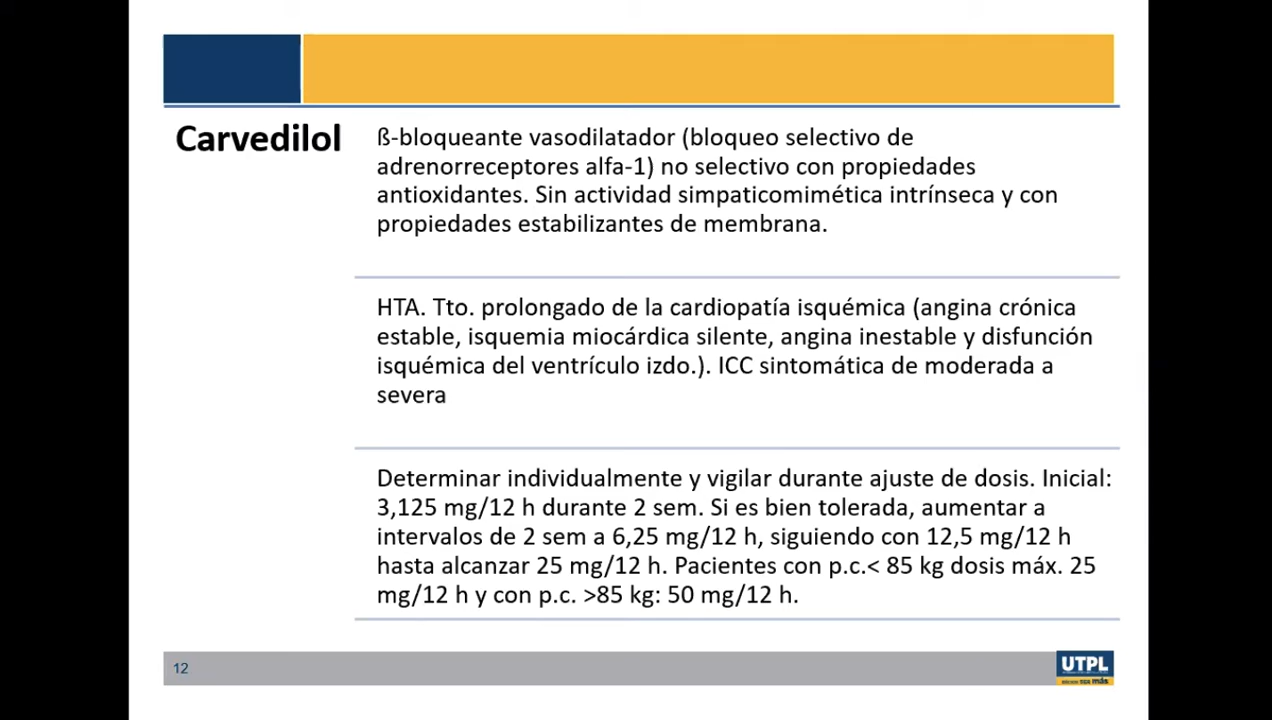 Carvedilol
ß-bloqueante vasodilatador (bloqueo selectivo de
adrenorreceptores alfa-1) no selectivo con propiedades
antioxidantes. Sin actividad simpaticomimética intrínseca y con
propiedades estabilizantes de membrana.
HTA. Tto. prolongado de la cardiopatía isquémica (angina crónica
estable, isquemia miocárdica silente, angina inestable y disfunción
isquémica del ventrículo izdo.). ICC sintomática de moderada a
severa
Determinar individualmente y vigilar durante ajuste de dosis. Inicial:
3,125 mg/12 h durante 2 sem. Si es bien tolerada, aumentar a
intervalos de 2 sem a 6,25 mg/12 h, siguiendo con 12,5 mg/12 h
hasta alcanzar 25 mg/12 h. Pacientes con p.c.< 85 kg dosis máx. 25
mg/12 h y con p.c. >85 kg: 50 mg/12 h.
12
UTPL
más